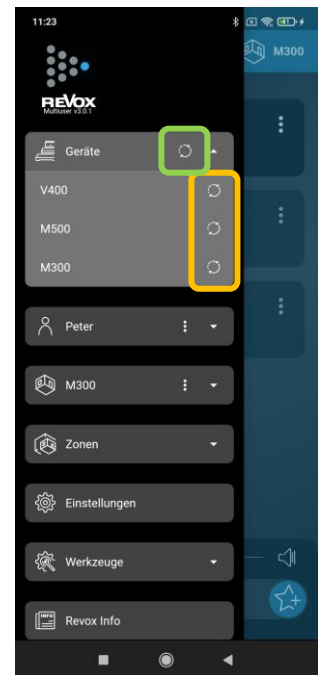 11:23
REVOX
Multiuser v3.0.1
M300
Geräte
V400
M500
M300
Peter
M300
Zonen
Einstellungen
Werkzeuge
INFO
Revox Info